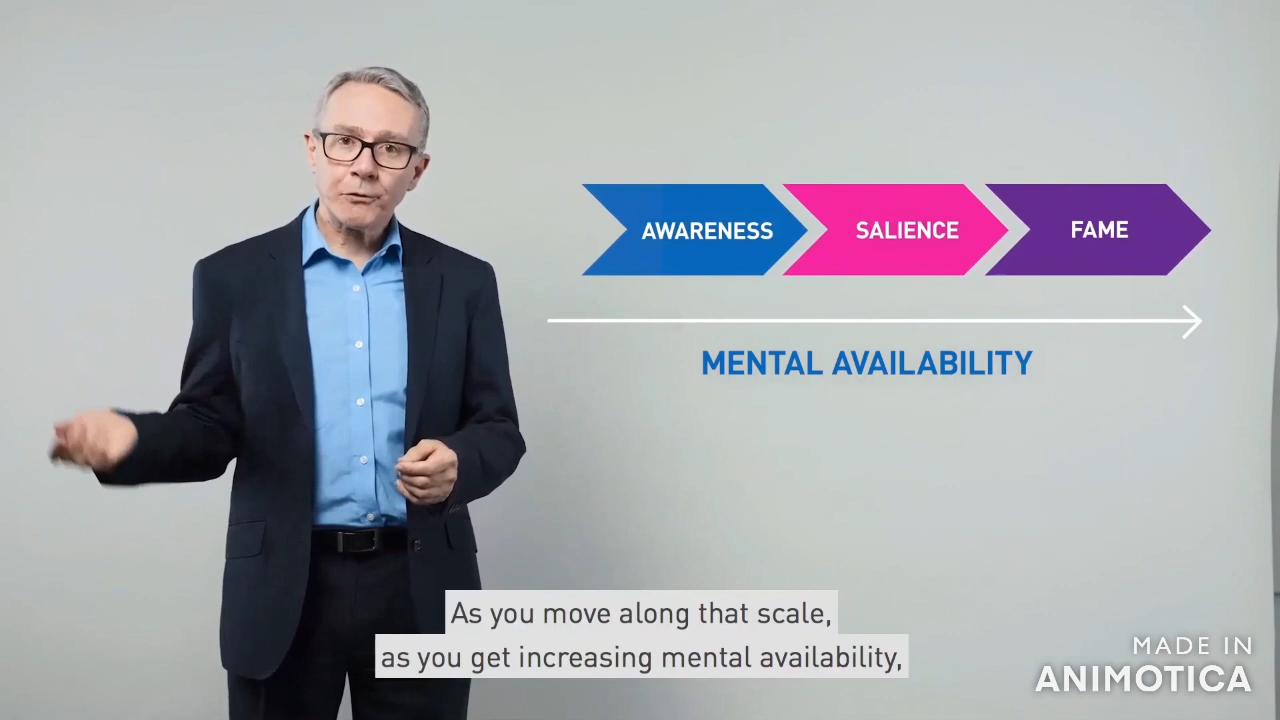 AWARENESS
SALIENCE
FAME
MENTAL AVAILABILITY
As you move along that scale,
as you get increasing mental availability,
MADE IN
ANIMOTICA